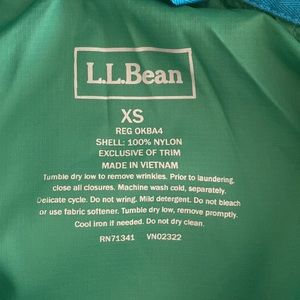 L.L.Bean
XS
REG OKBA4
SHELL: 100% NYLON
EXCLUSIVE OF TRIM
MADE IN VIETNAM
Tumble dry low to remove wrinkles. Prior to laundering,
close all closures. Machine wash cold, separately.
Delicate cycle. Do not wring. Mild detergent. Do not bleach
or use fabric softener. Tumble dry low, remove promptly.
Cool iron if needed. Do not dry clean.
RN71341 VN02322